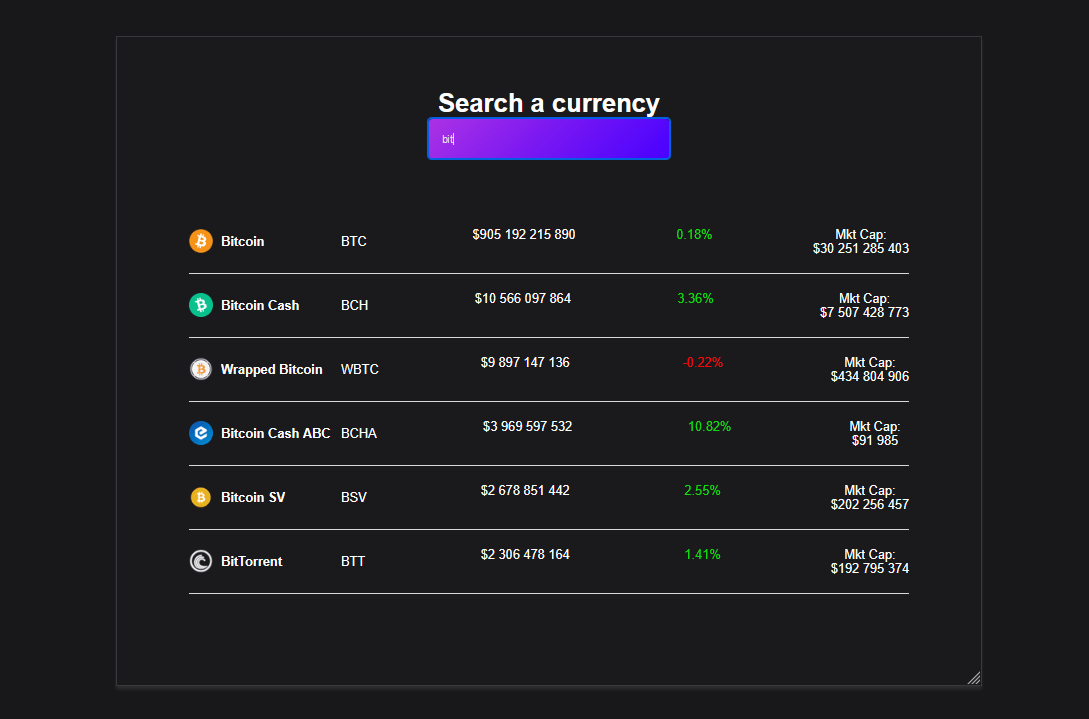 Search a currency
bit
Bitcoin BTC $905 192 215 890 0.18% Mkt Cap:
$30 251 285 403
Bitcoin Cash BCH $10 566 097 864 3.36% Mkt Cap:
$7 507 428 773
Wrapped Bitcoin WBTC $9 897 147 136 -0.22% Mkt Cap:
$434 804 906
Bitcoin Cash ABC BCHA $3 969 597 532 10.82% Mkt Cap:
$91 985
Bitcoin SV BSV $2 678 851 442 2.55% Mkt Cap:
$202 256 457
BitTorrent BTT $2 306 478 164 1.41% Mkt Cap:
$192 795 374